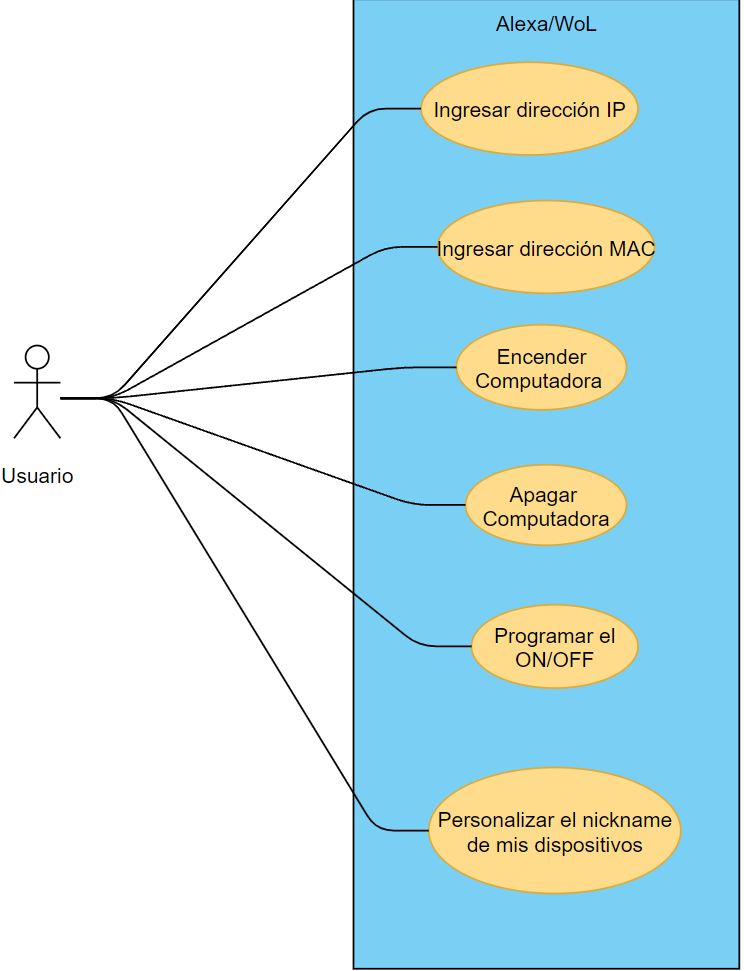 Alexa/WoL
Ingresar dirección IP
Ingresar dirección MAC
Encender
Computadora
Usuario
Apagar
Computadora
Programar el
ON/OFF
Personalizar el nickname
de mis dispositivos